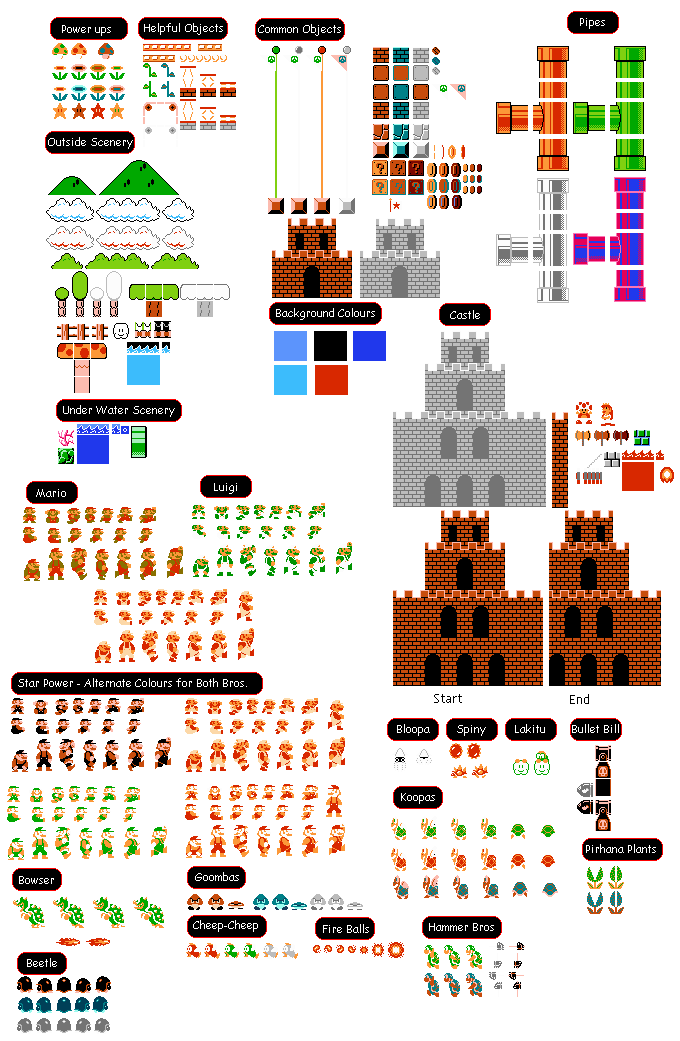 Power ups
Helpful Objects
Common Objects
Pipes
Outside Scenery
Background Colours
Castle
Under Water Scenery
Mario
Luigi
Star Power - Alternate Colours for Both Bros.
Start
End
Bloopa
Spiny
Lakitu
Bullet Bill
Koopas
Pirhana Plants
Bowser
Goombas
Cheep-Cheep
Fire Balls
Hammer Bros
Beetle